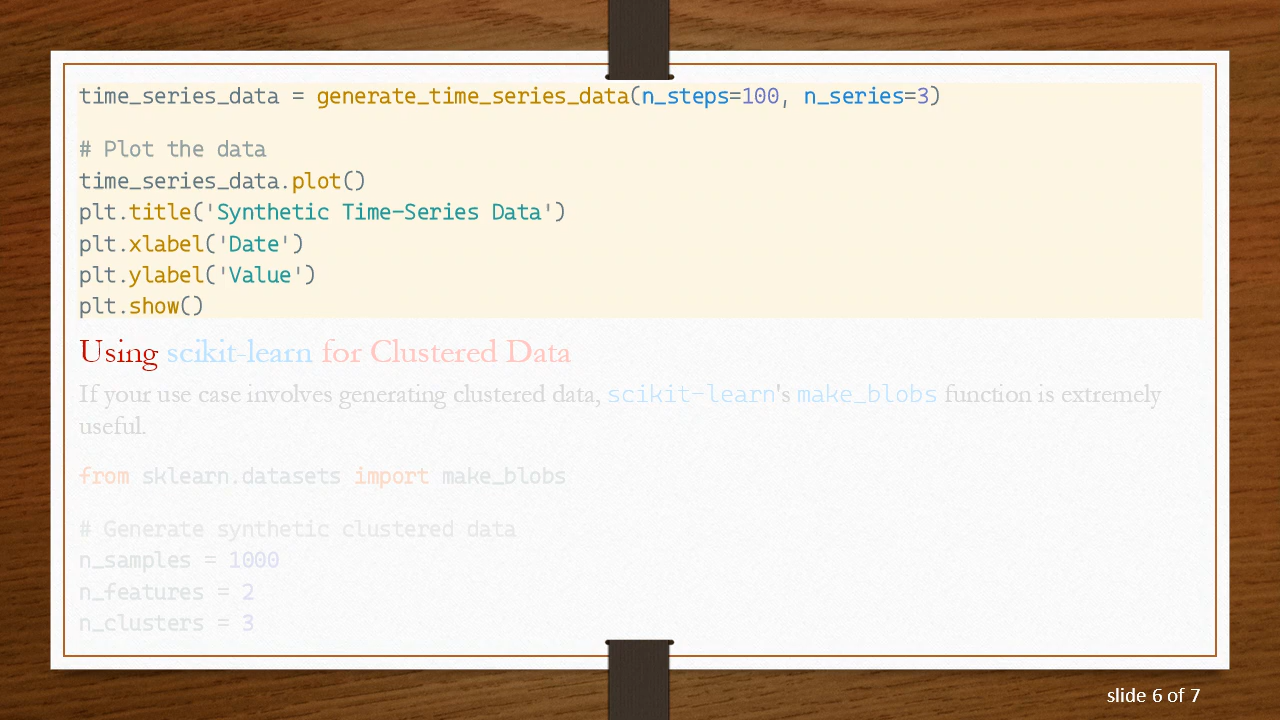 time_series_data = generate_time_series_data(n_steps=100, n_series=3)
# Plot the data
time_series_data.plot()
plt.title('Synthetic Time-Series Data')
plt.xlabel('Date')
plt.ylabel('Value')
plt.show()
Using scikit-learn for Clustered Data
If your use case involves generating clustered data, scikit-learn's make_blobs function is extremely
useful.
from sklearn.datasets import make_blobs
# Generate synthetic clustered data
n_samples = 1000
n_features = 2
n_clusters = 3
slide 6 of 7